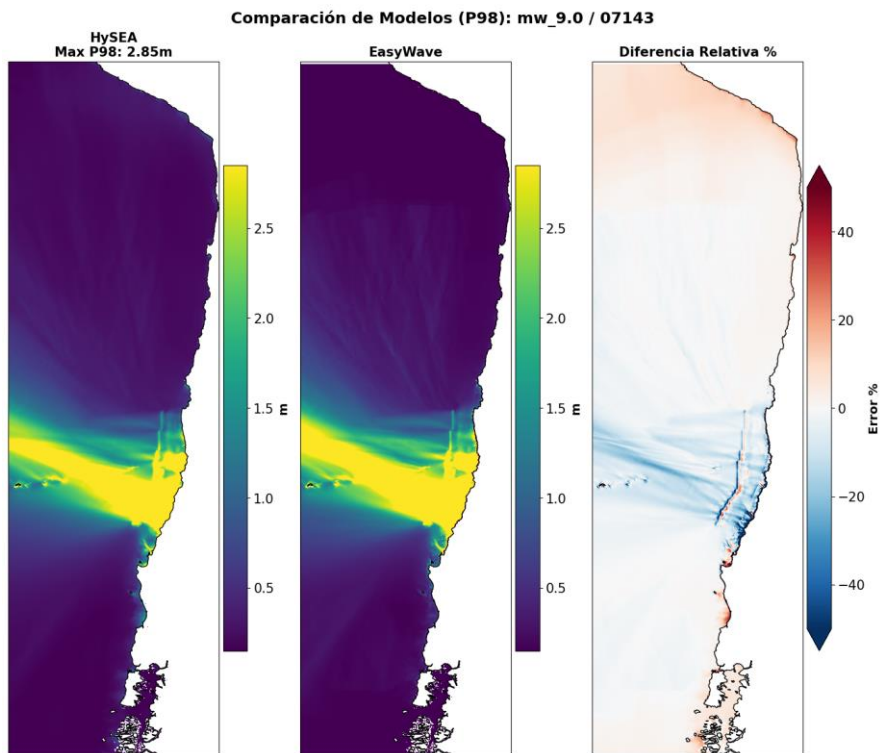 Comparación de Modelos (P98): mw_9.0 / 07143
HySEA
Max P98: 2.85m
EasyWave
Diferencia Relativa %
2.5
2.0
1.5
1.0
0.5
m
2.5
2.0
1.5
1.0
0.5
m
40
20
0
−20
−40
Error %